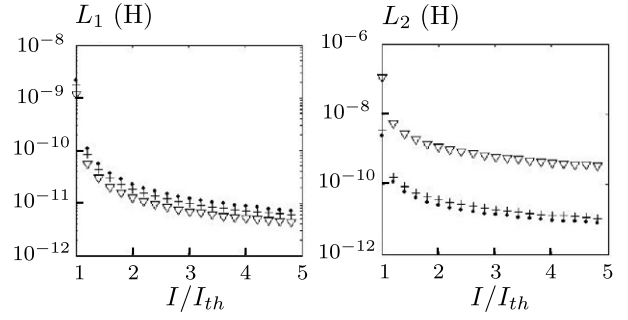 L₁ (H)
10⁻⁸
10⁻⁹
10⁻¹⁰
10⁻¹¹
10⁻¹²
1 2 3 4 5
I/Iₜₕ
L₂ (H)
10⁻⁶
10⁻⁸
10⁻¹⁰
10⁻¹²
1 2 3 4 5
I/Iₜₕ